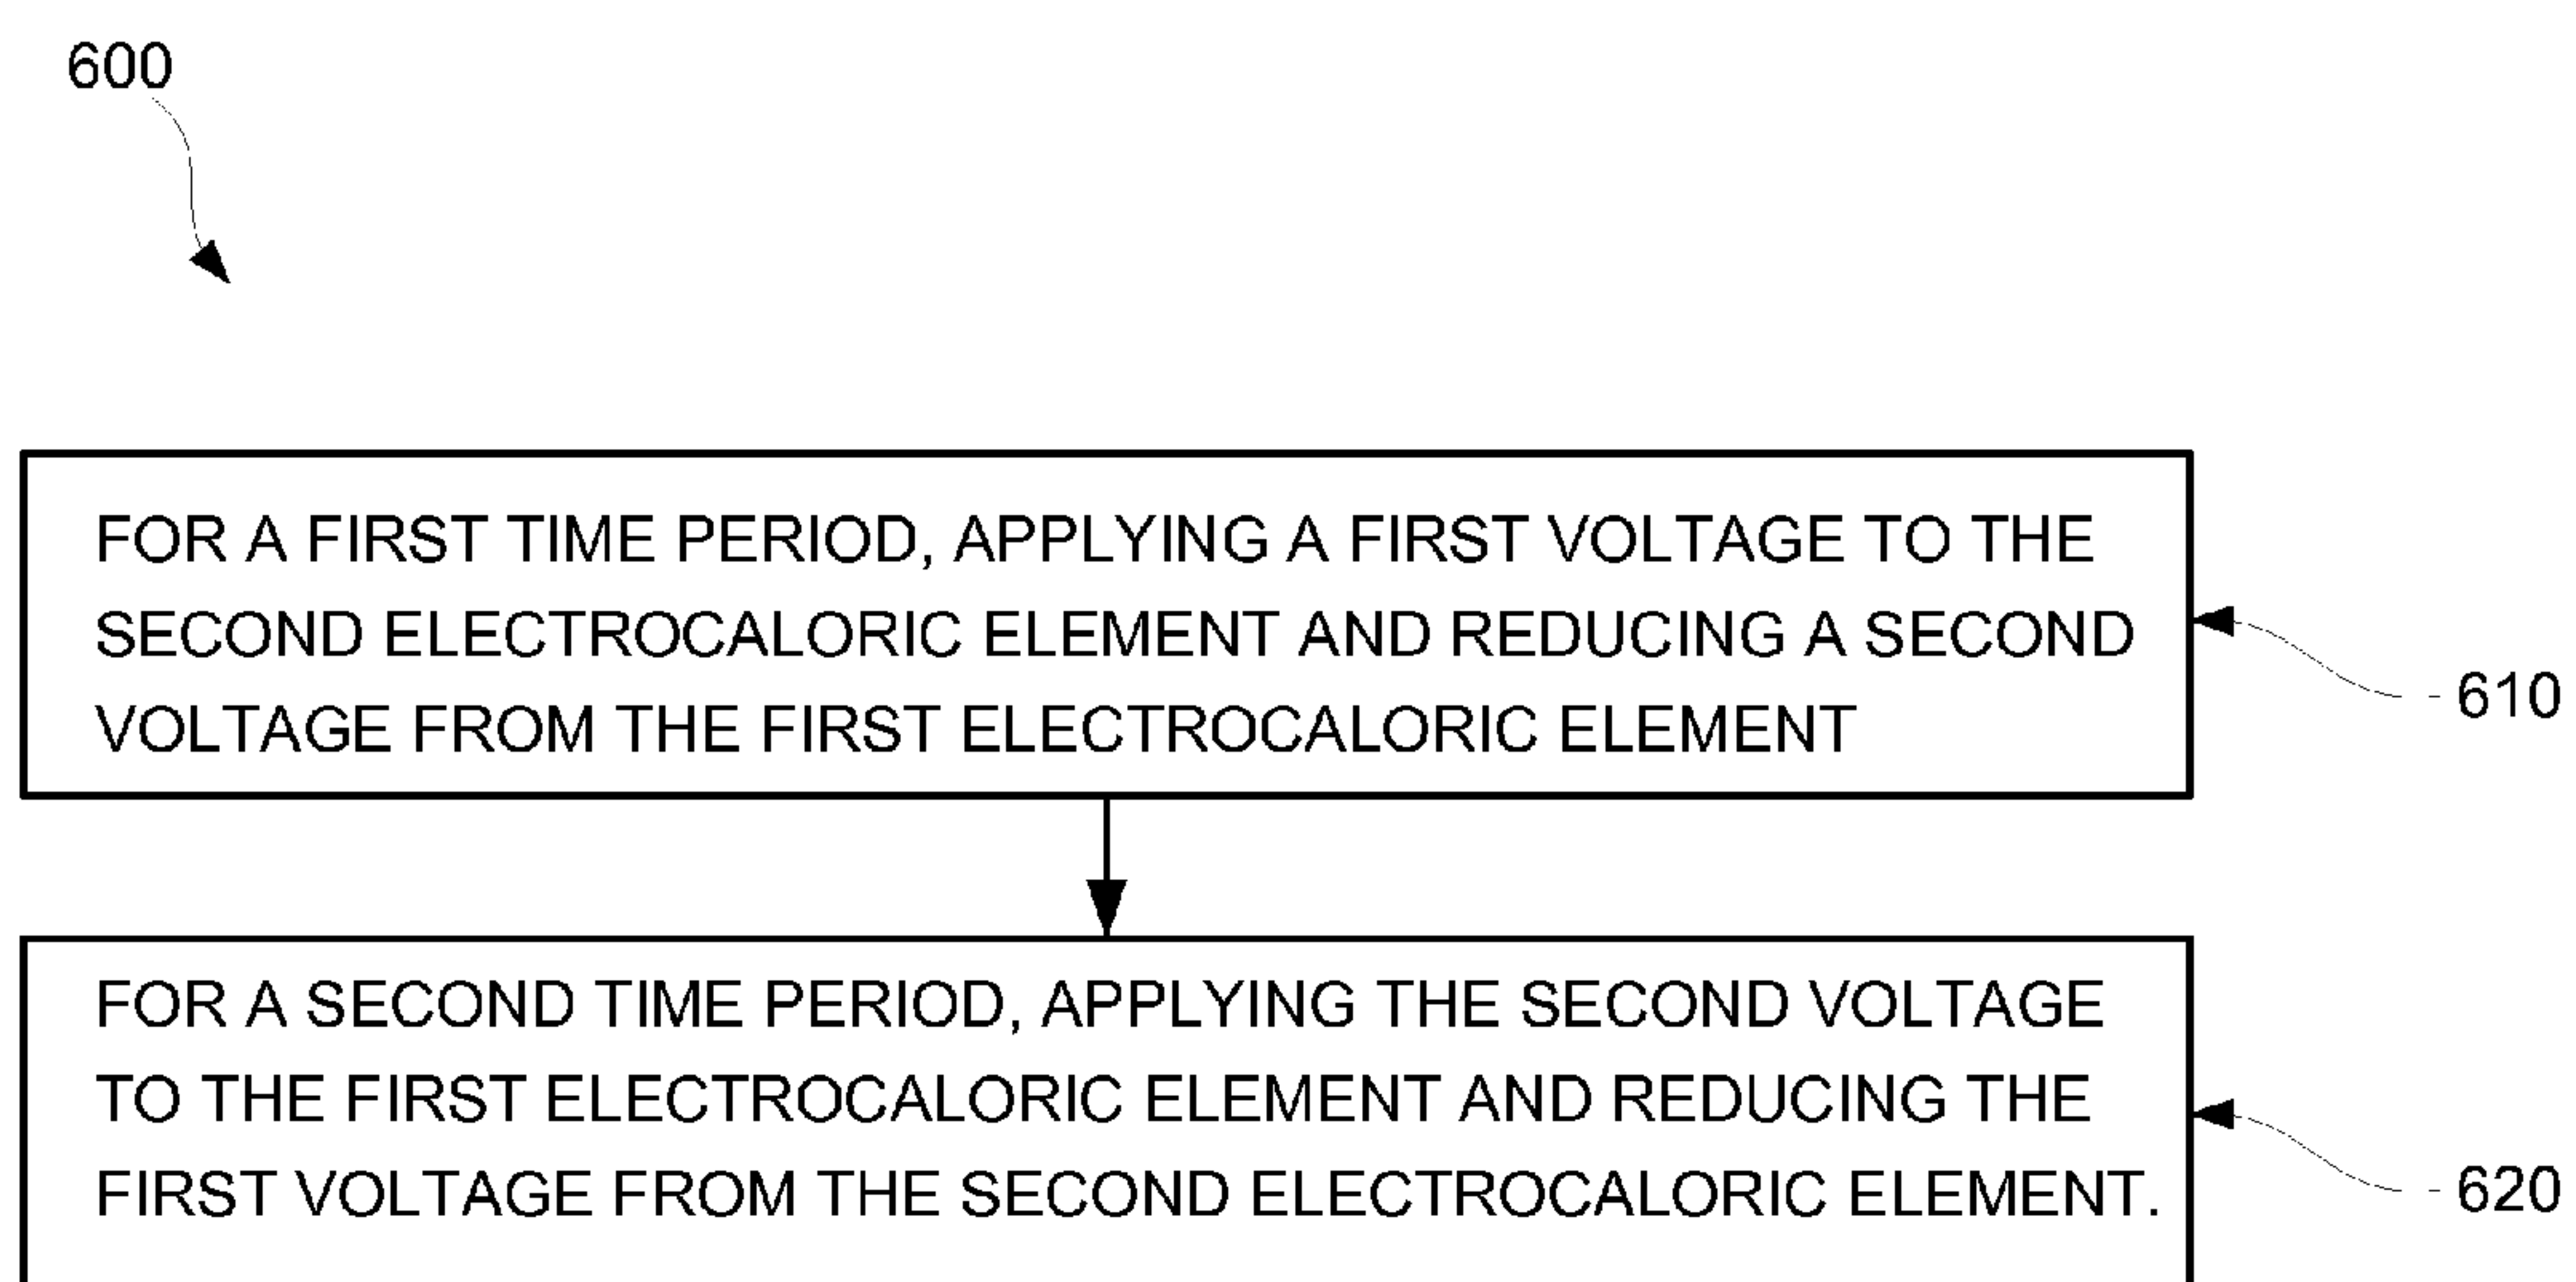 600
FOR A FIRST TIME PERIOD, APPLYING A FIRST VOLTAGE TO THE
SECOND ELECTROCALORIC ELEMENT AND REDUCING A SECOND
VOLTAGE FROM THE FIRST ELECTROCALORIC ELEMENT
610
FOR A SECOND TIME PERIOD, APPLYING THE SECOND VOLTAGE
TO THE FIRST ELECTROCALORIC ELEMENT AND REDUCING THE
FIRST VOLTAGE FROM THE SECOND ELECTROCALORIC ELEMENT.
620